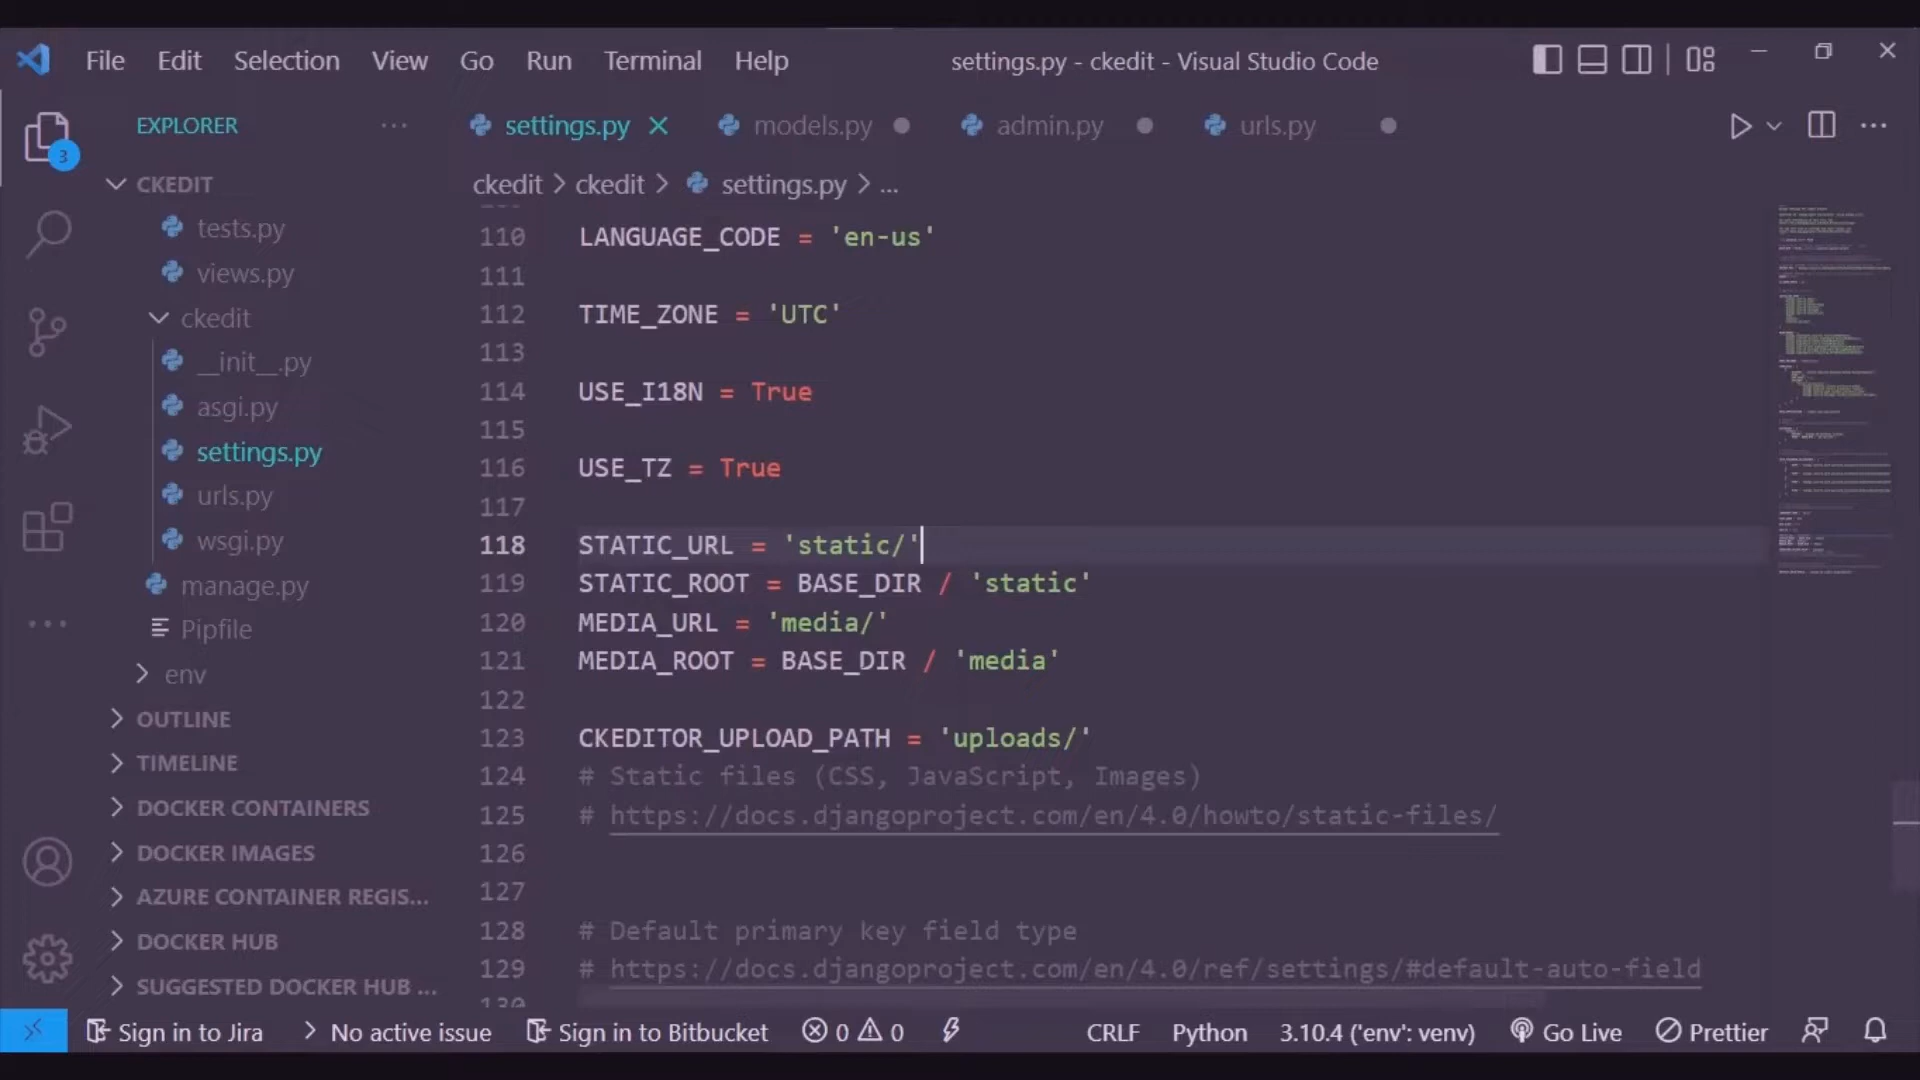 File Edit Selection View Go Run Terminal Help
settings.py - ckedit - Visual Studio Code
EXPLORER
settings.py
models.py
admin.py
urls.py
3
CKEDIT
tests.py
views.py
ckedit
__init__.py
asgi.py
settings.py
urls.py
wsgi.py
manage.py
Pipfile
env
OUTLINE
TIMELINE
DOCKER CONTAINERS
DOCKER IMAGES
AZURE CONTAINER REGIS...
DOCKER HUB
SUGGESTED DOCKER HUB ...
ckedit > ckedit > settings.py > ...
110 LANGUAGE_CODE = 'en-us'
111
112 TIME_ZONE = 'UTC'
113
114 USE_I18N = True
115
116 USE_TZ = True
117
118 STATIC_URL = 'static/'
119 STATIC_ROOT = BASE_DIR / 'static'
120 MEDIA_URL = 'media/'
121 MEDIA_ROOT = BASE_DIR / 'media'
122
123 CKEDITOR_UPLOAD_PATH = 'uploads/'
124 # Static files (CSS, JavaScript, Images)
125 # https://docs.djangoproject.com/en/4.0/howto/static-files/
126
127
128 # Default primary key field type
129 # https://docs.djangoproject.com/en/4.0/ref/settings/#default-auto-field
130
Sign in to Jira > No active issue Sign in to Bitbucket 0 0 CRLF Python 3.10.4 ('env': venv) Go Live Prettier